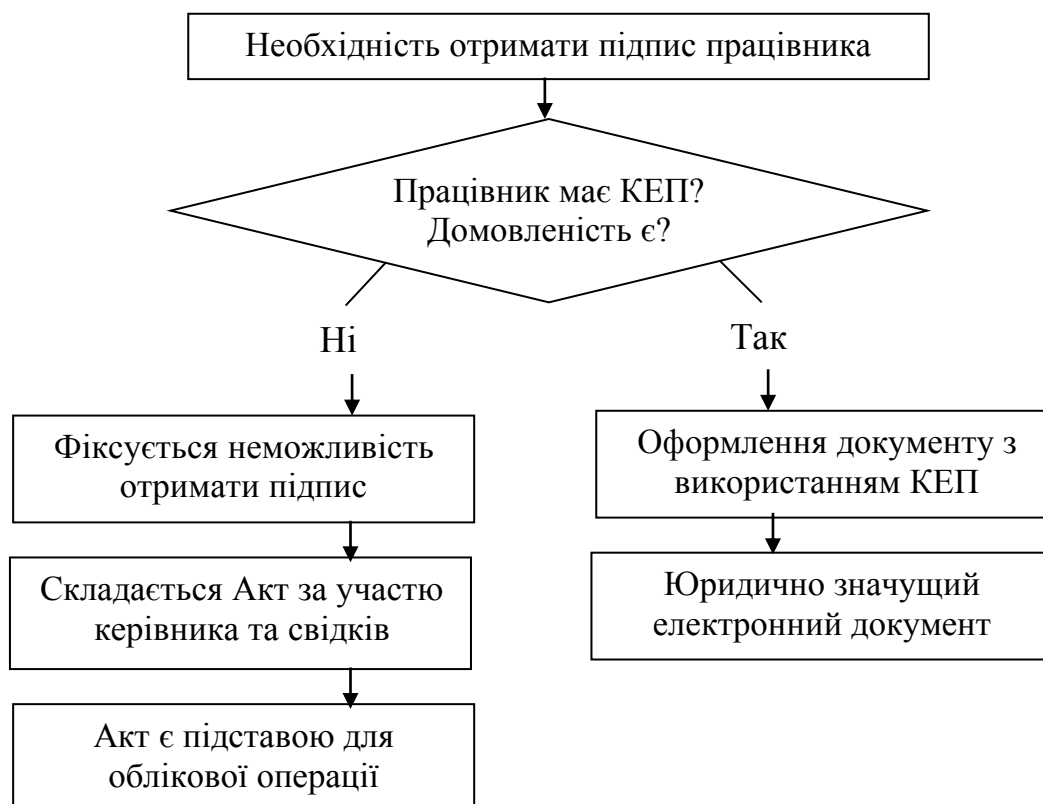 Необхідність отримати підпис працівника
Працівник має КЕП?
Домовленість є?
Ні
Так
Фіксується неможливість
отримати підпис
Оформлення документу з
використанням КЕП
Складається Акт за участю
керівника та свідків
Юридично значущий
електронний документ
Акт є підставою для
облікової операції